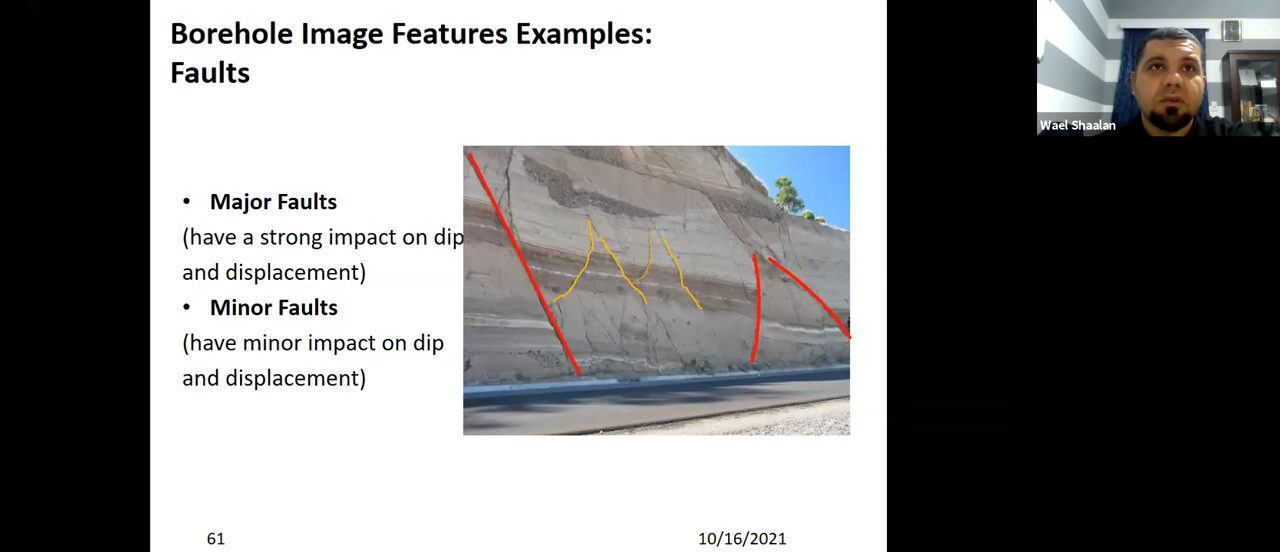 Borehole Image Features Examples:
Faults
• Major Faults
(have a strong impact on dip
and displacement)
• Minor Faults
(have minor impact on dip
and displacement)
61
10/16/2021
Wael Shaalan